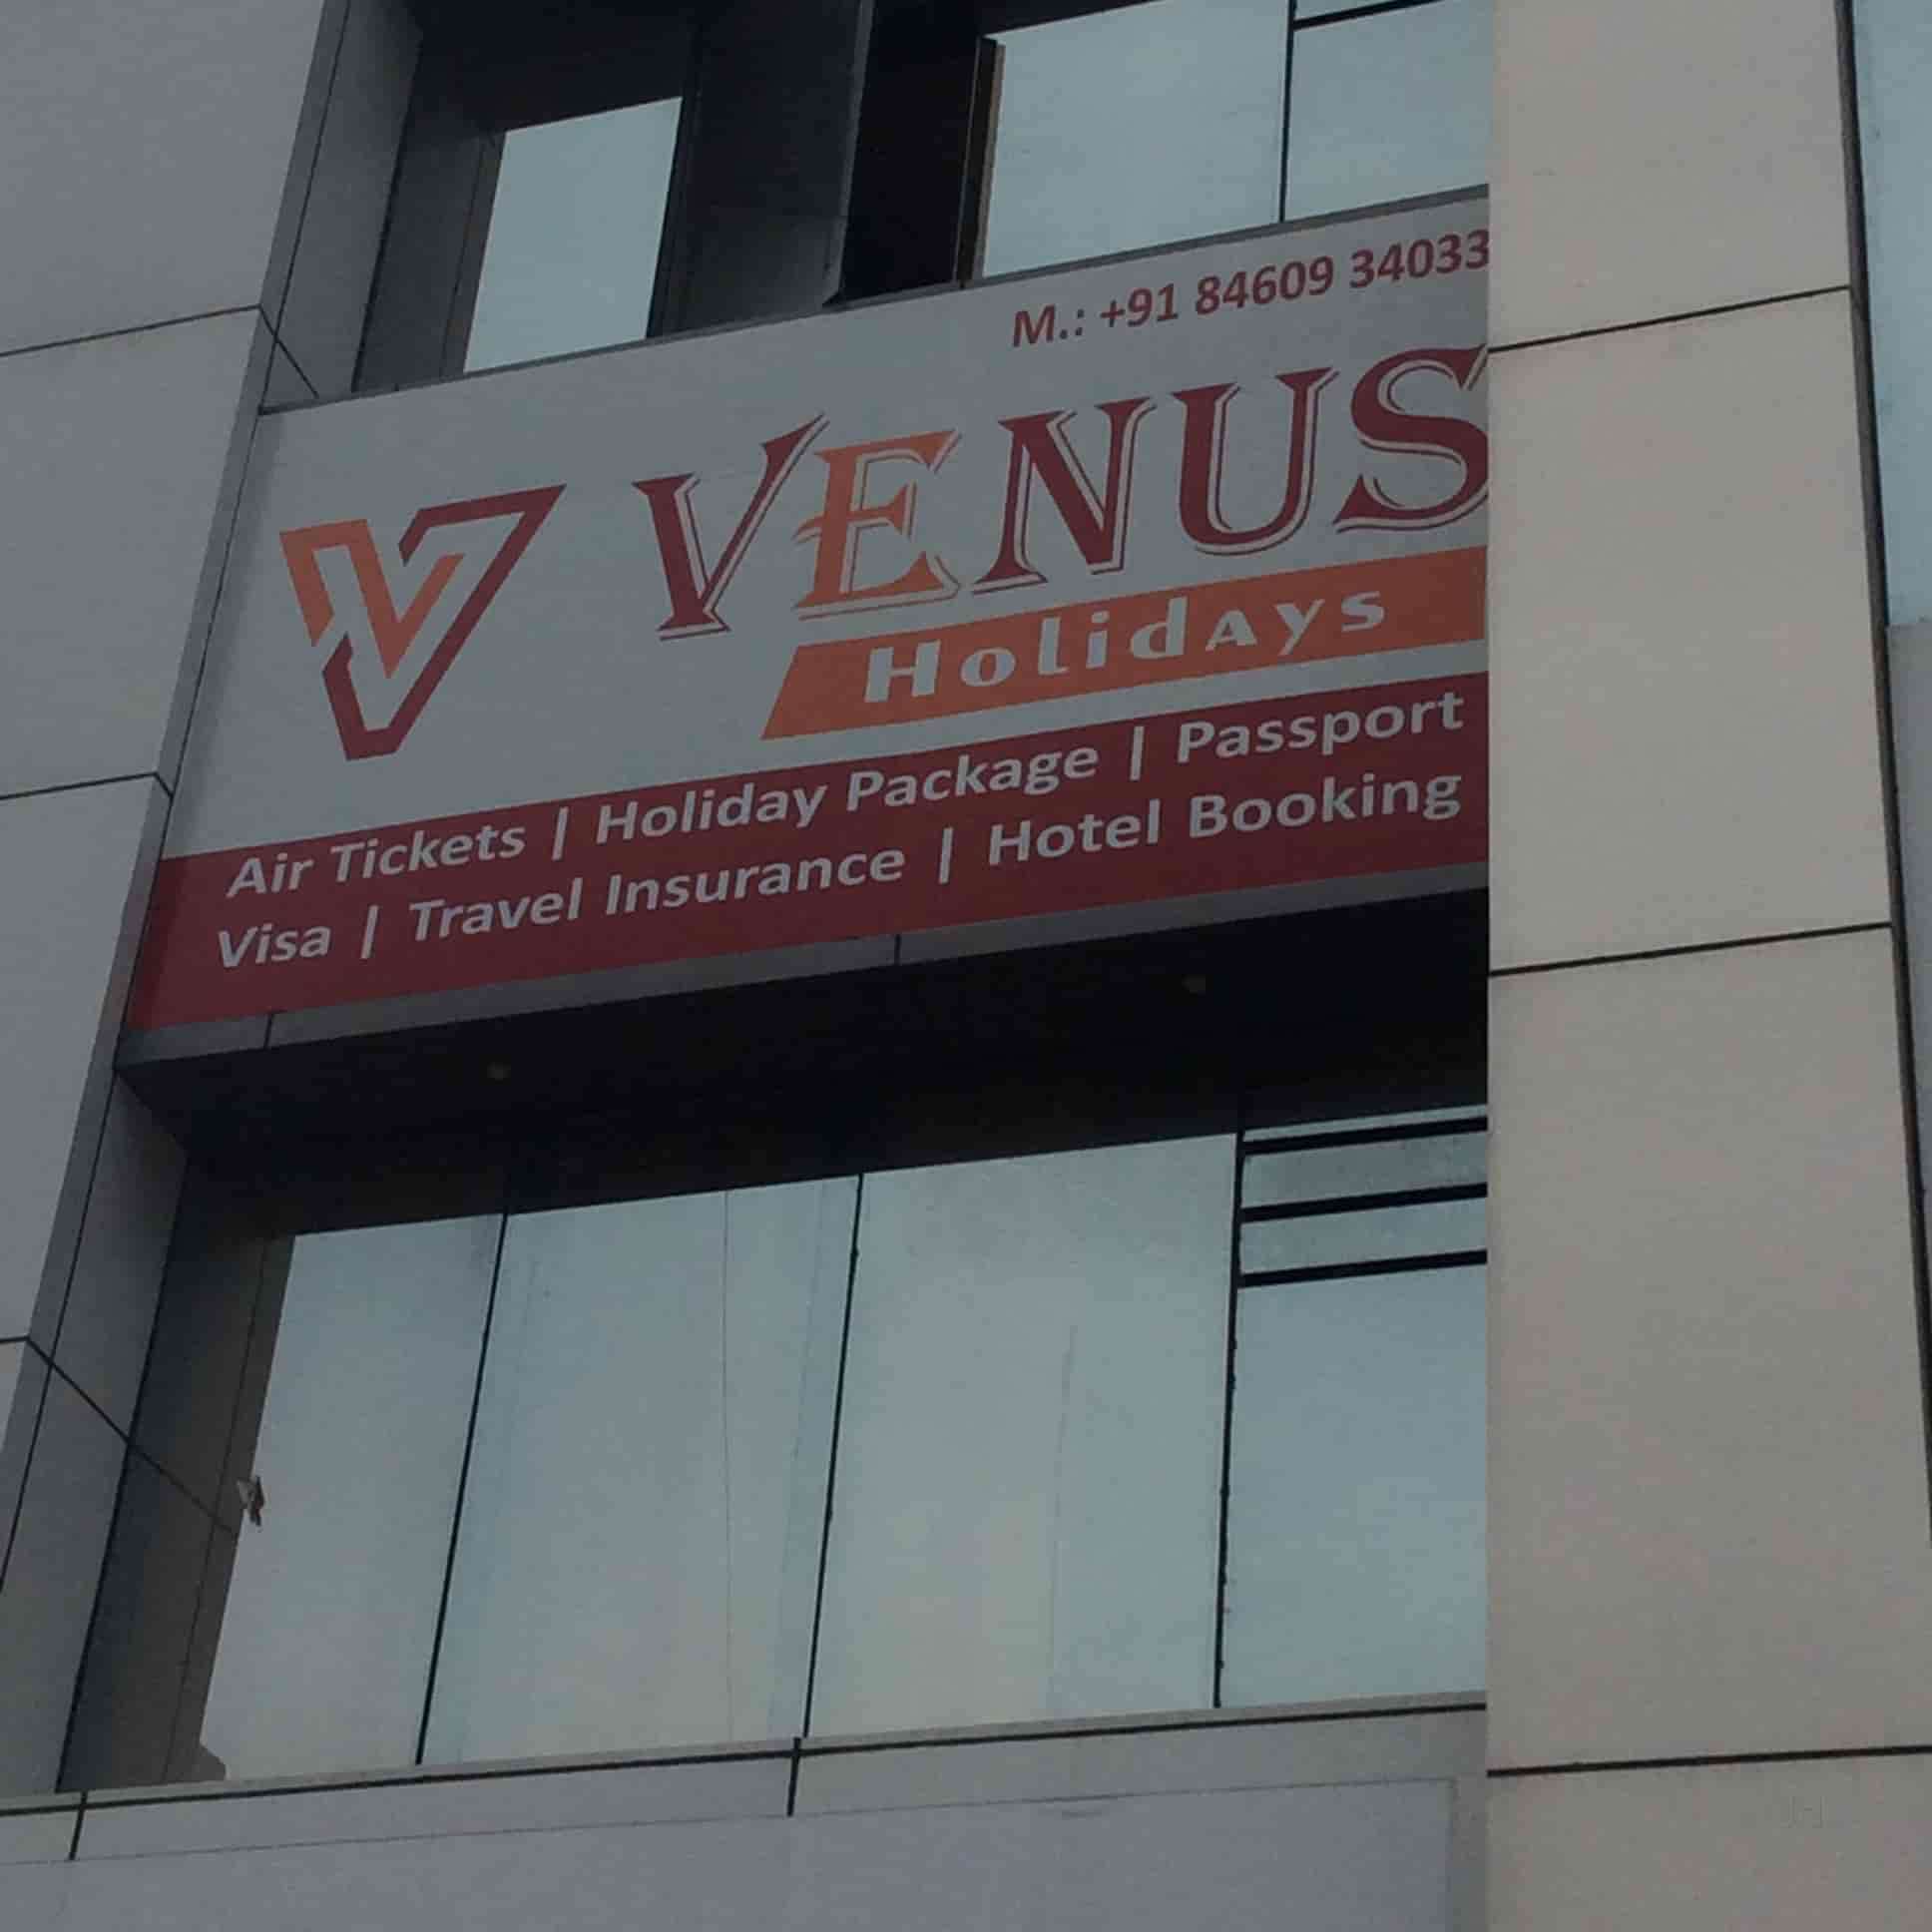 M.: +91 84609 34033
VENUS
Holidays
Air Tickets | Holiday Package | Passport
Visa | Travel Insurance | Hotel Booking